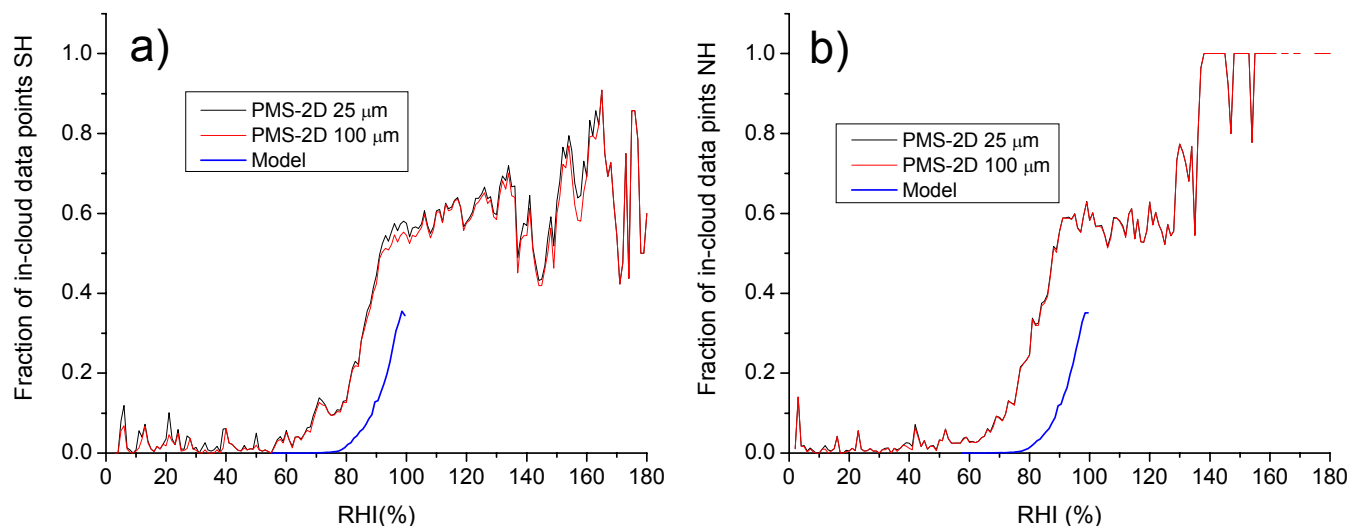 a)
Fraction of in-cloud data points SH
1.0
0.8
0.6
0.4
0.2
0.0
PMS-2D 25 μm
PMS-2D 100 μm
Model
0 20 40 60 80 100 120 140 160 180
RHI(%)
b)
Fraction of in-cloud data pints NH
1.0
0.8
0.6
0.4
0.2
0.0
PMS-2D 25 μm
PMS-2D 100 μm
Model
0 20 40 60 80 100 120 140 160 180
RHI (%)